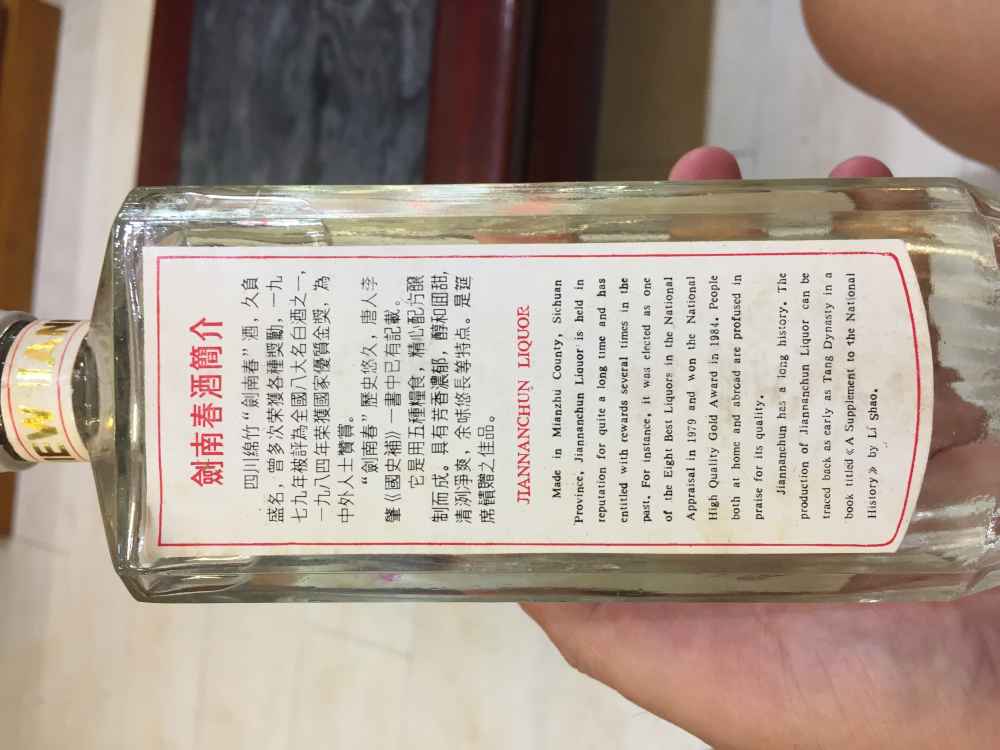 劍南春酒簡介
四川綿竹“劍南春”酒，久負
盛名，曾多次荣獲各種獎勵，一九
七九年被評為全國八大名白酒之一，
一九八四年荣獲國家優質金奖，為
中外人士贊賞。
“劍南春”歷史悠久，唐人李
肇《國史補》一書中已有記載。
它是用五種糧食，精心配方釀
制而成。具有芳香濃郁，醇和囬甜，
清洌凈爽，余味悠長等特点。是筵
席饋贈之佳品。
JIANNANCHUN LIQUOR
Made in Mianzhu County, Sichuan
Province, Jiannanchun Liquor is held in
reputation for quite a long time and has
entitled with rewards several times in the
past. For instance, it was elected as one
of the Eight Best Liquors in the National
Appraisal in 1979 and won the National
High Quality Gold Award in 1984. People
both at home and abroad are profused in
praise for its quality.
Jiannanchun has a long history. The
production of Jiannanchun Liquor can be
traced back as early as Tang Dynasty in a
book titled《A Supplement to the National
History》by Li Shao.